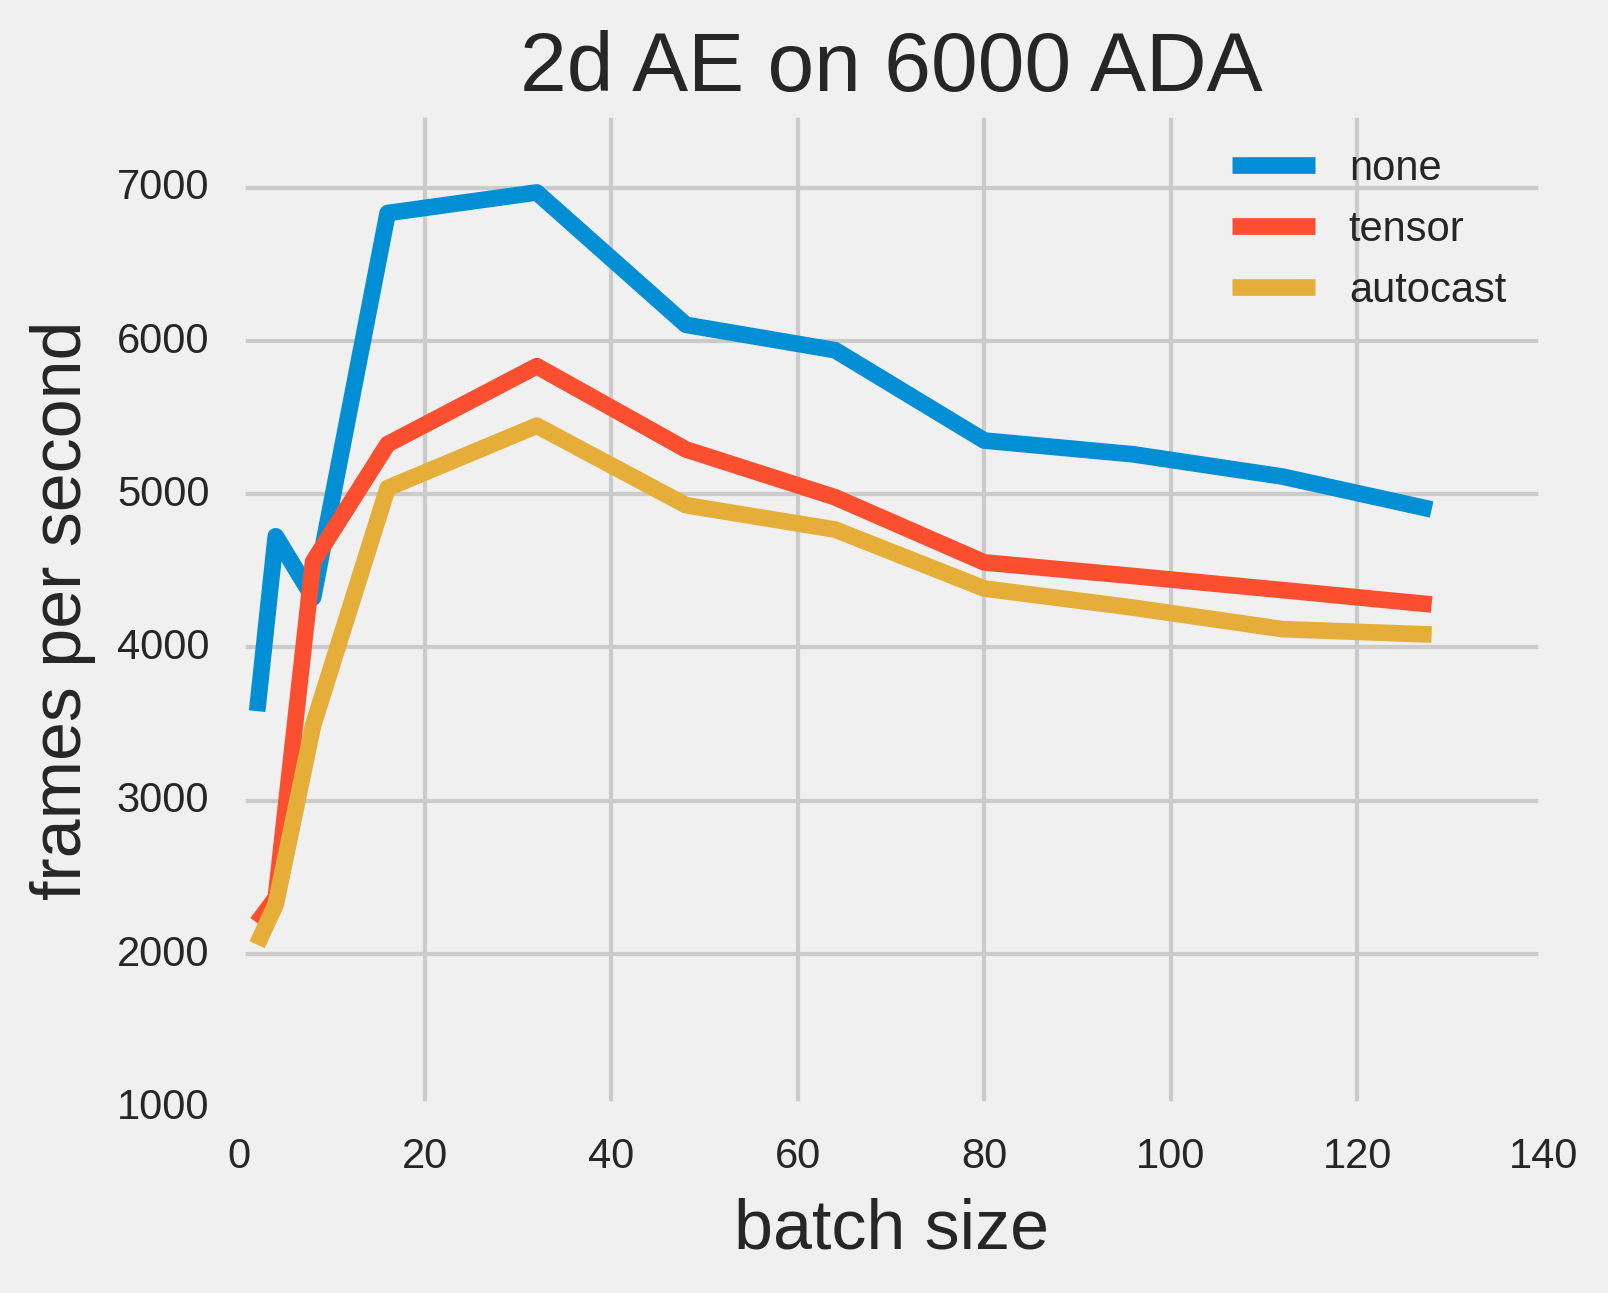 2d AE on 6000 ADA
none
tensor
autocast
frames per second
7000
6000
5000
4000
3000
2000
1000
0 20 40 60 80 100 120 140
batch size